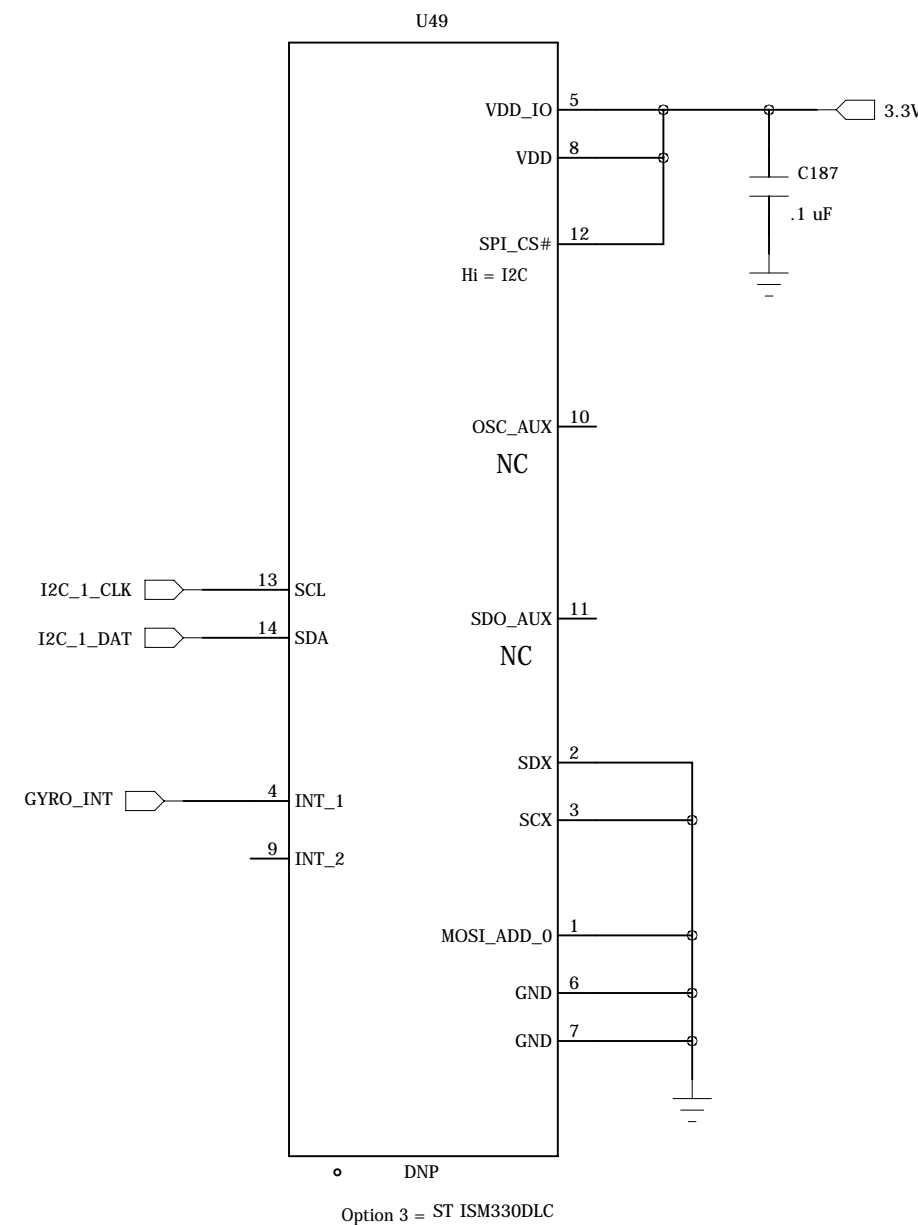 U49
VDD_IO 5
3.3V
VDD 8
C187
.1 uF
SPI_CS# 12
Hi = I2C
OSC_AUX 10
NC
I2C_1_CLK 13 SCL
SDO_AUX 11
I2C_1_DAT 14 SDA
NC
SDX 2
GYRO_INT 4 INT_1
SCX 3
9 INT_2
MOSI_ADD_0 1
GND 6
GND 7
DNP
Option 3 = ST ISM330DLC